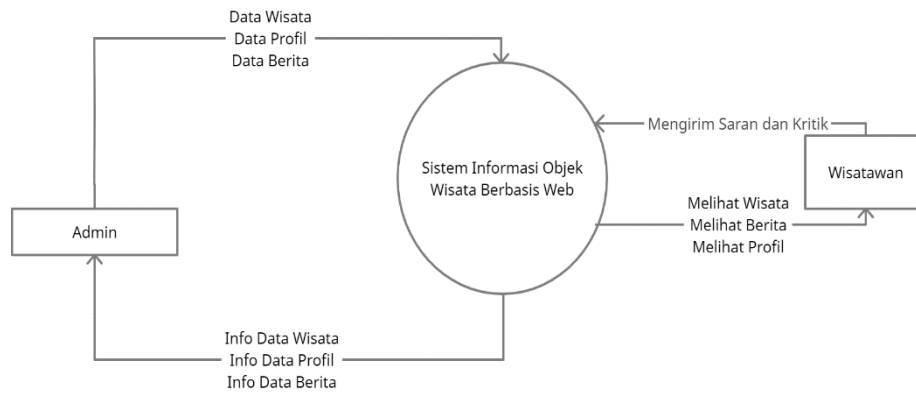 Data Wisata
Data Profil
Data Berita
Mengirim Saran dan Kritik
Sistem Informasi Objek
Wisata Berbasis Web
Wisatawan
Melihat Wisata
Melihat Berita
Melihat Profil
Admin
Info Data Wisata
Info Data Profil
Info Data Berita